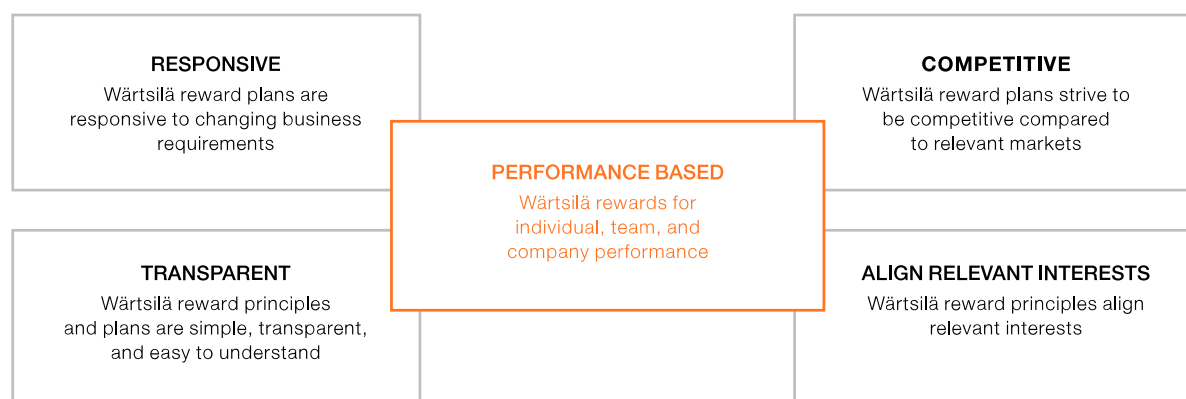 RESPONSIVE
Wärtsilä reward plans are
responsive to changing business
requirements
COMPETITIVE
Wärtsilä reward plans strive to
be competitive compared
to relevant markets
PERFORMANCE BASED
Wärtsilä rewards for
individual, team, and
company performance
TRANSPARENT
Wärtsilä reward principles
and plans are simple, transparent,
and easy to understand
ALIGN RELEVANT INTERESTS
Wärtsilä reward principles align
relevant interests